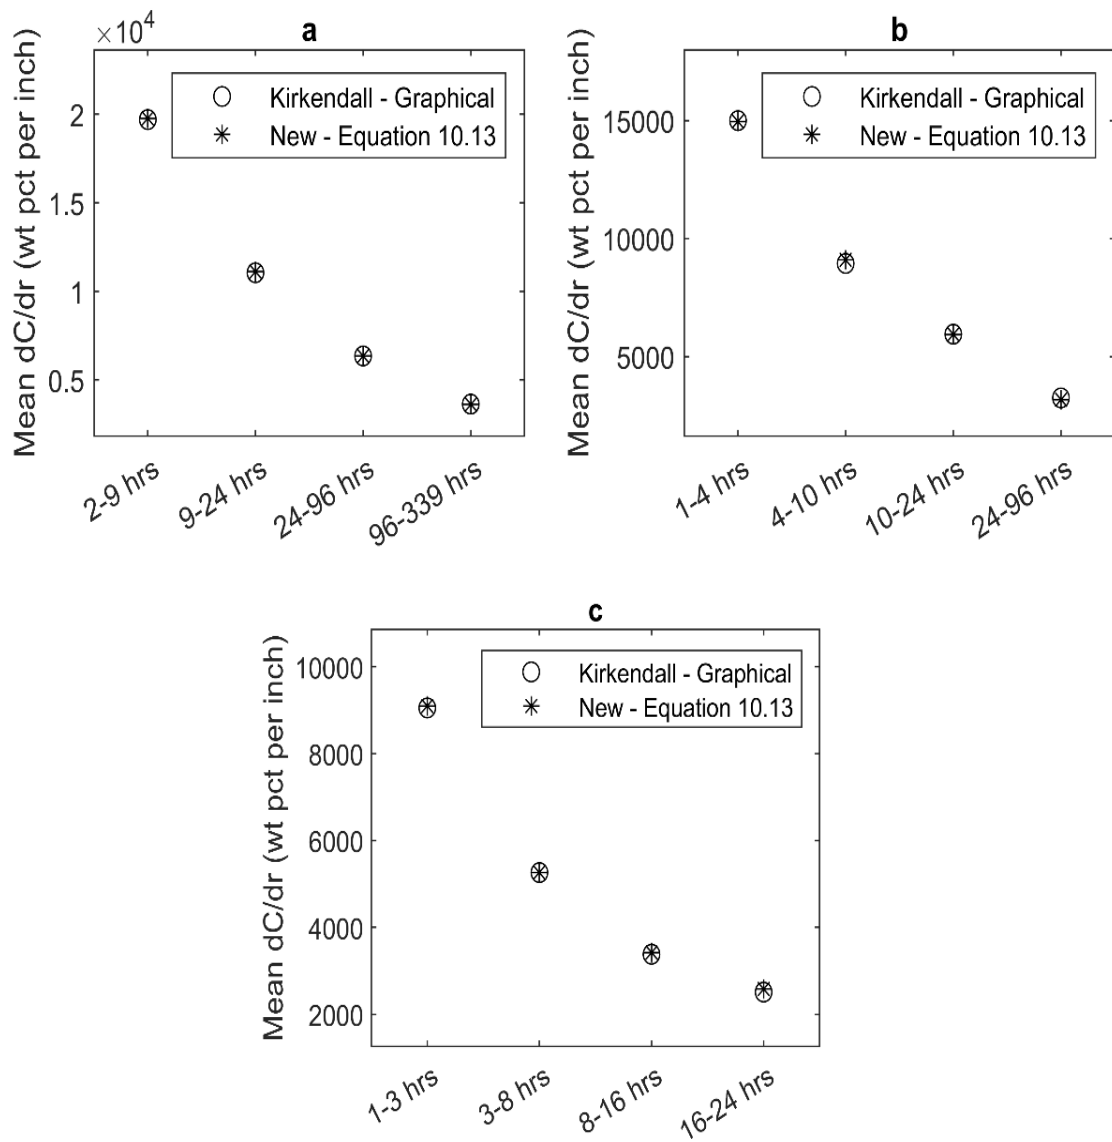 a
×10⁴
Mean dC/dr (wt pct per inch)
2
1.5
1
0.5
Kirkendall - Graphical
New - Equation 10.13
2-9 hrs
9-24 hrs
24-96 hrs
96-339 hrs
b
Mean dC/dr (wt pct per inch)
15000
10000
5000
Kirkendall - Graphical
New - Equation 10.13
1-4 hrs
4-10 hrs
10-24 hrs
24-96 hrs
c
Mean dC/dr (wt pct per inch)
10000
8000
6000
4000
2000
Kirkendall - Graphical
New - Equation 10.13
1-3 hrs
3-8 hrs
8-16 hrs
16-24 hrs